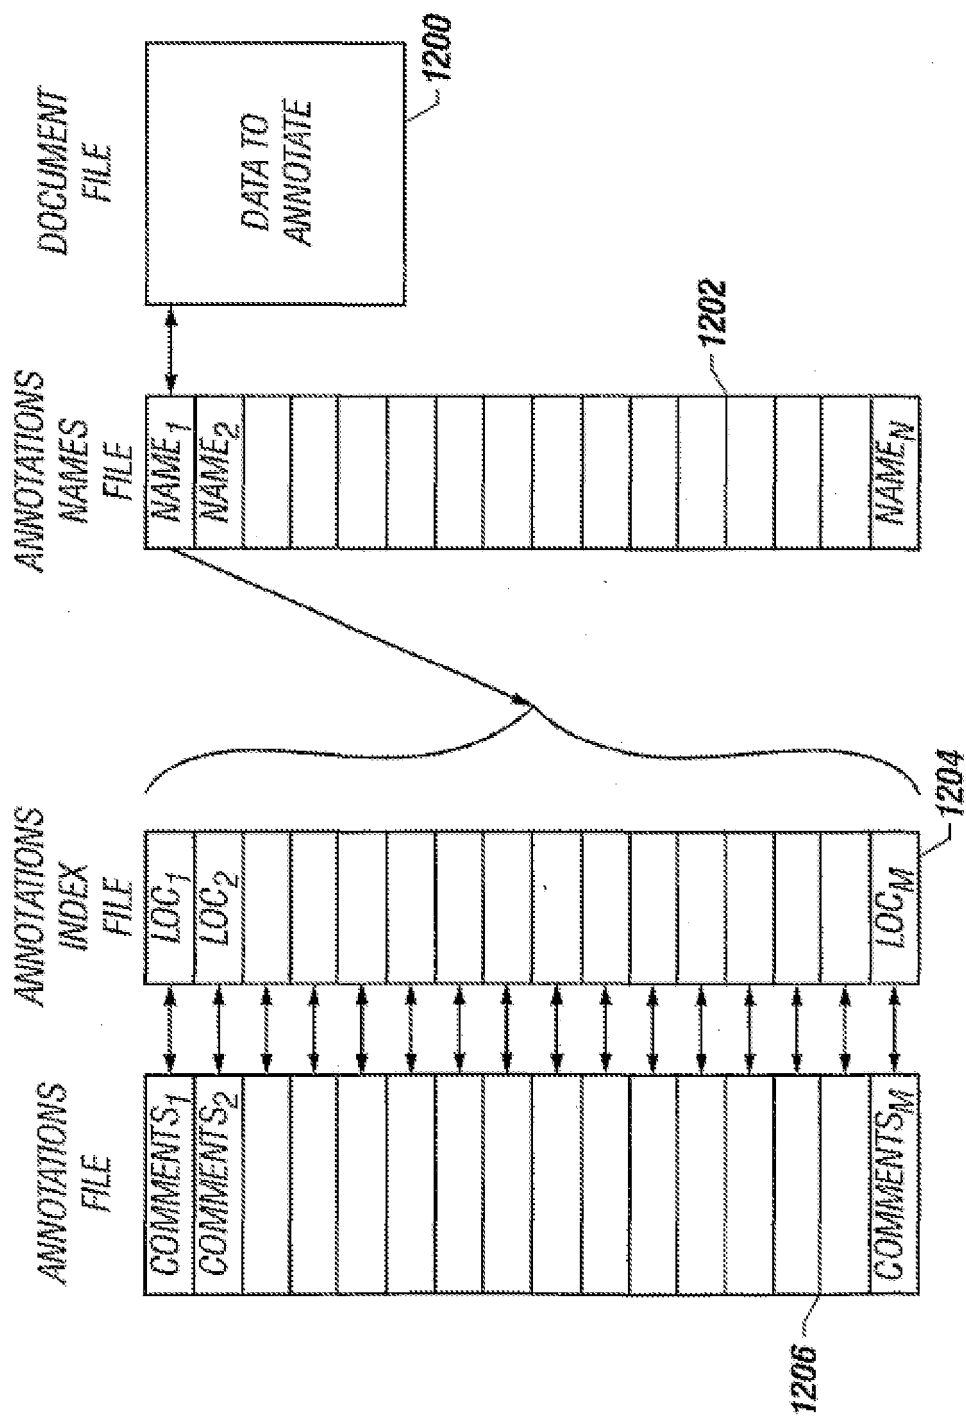 ANNOTATIONS
FILE
COMMENTS1
COMMENTS2
COMMENTSM
1206
ANNOTATIONS
INDEX
FILE
LOC1
LOC2
LOCM
1204
ANNOTATIONS
NAMES
FILE
NAME1
NAME2
NAMEN
1202
DOCUMENT
FILE
DATA TO
ANNOTATE
1200